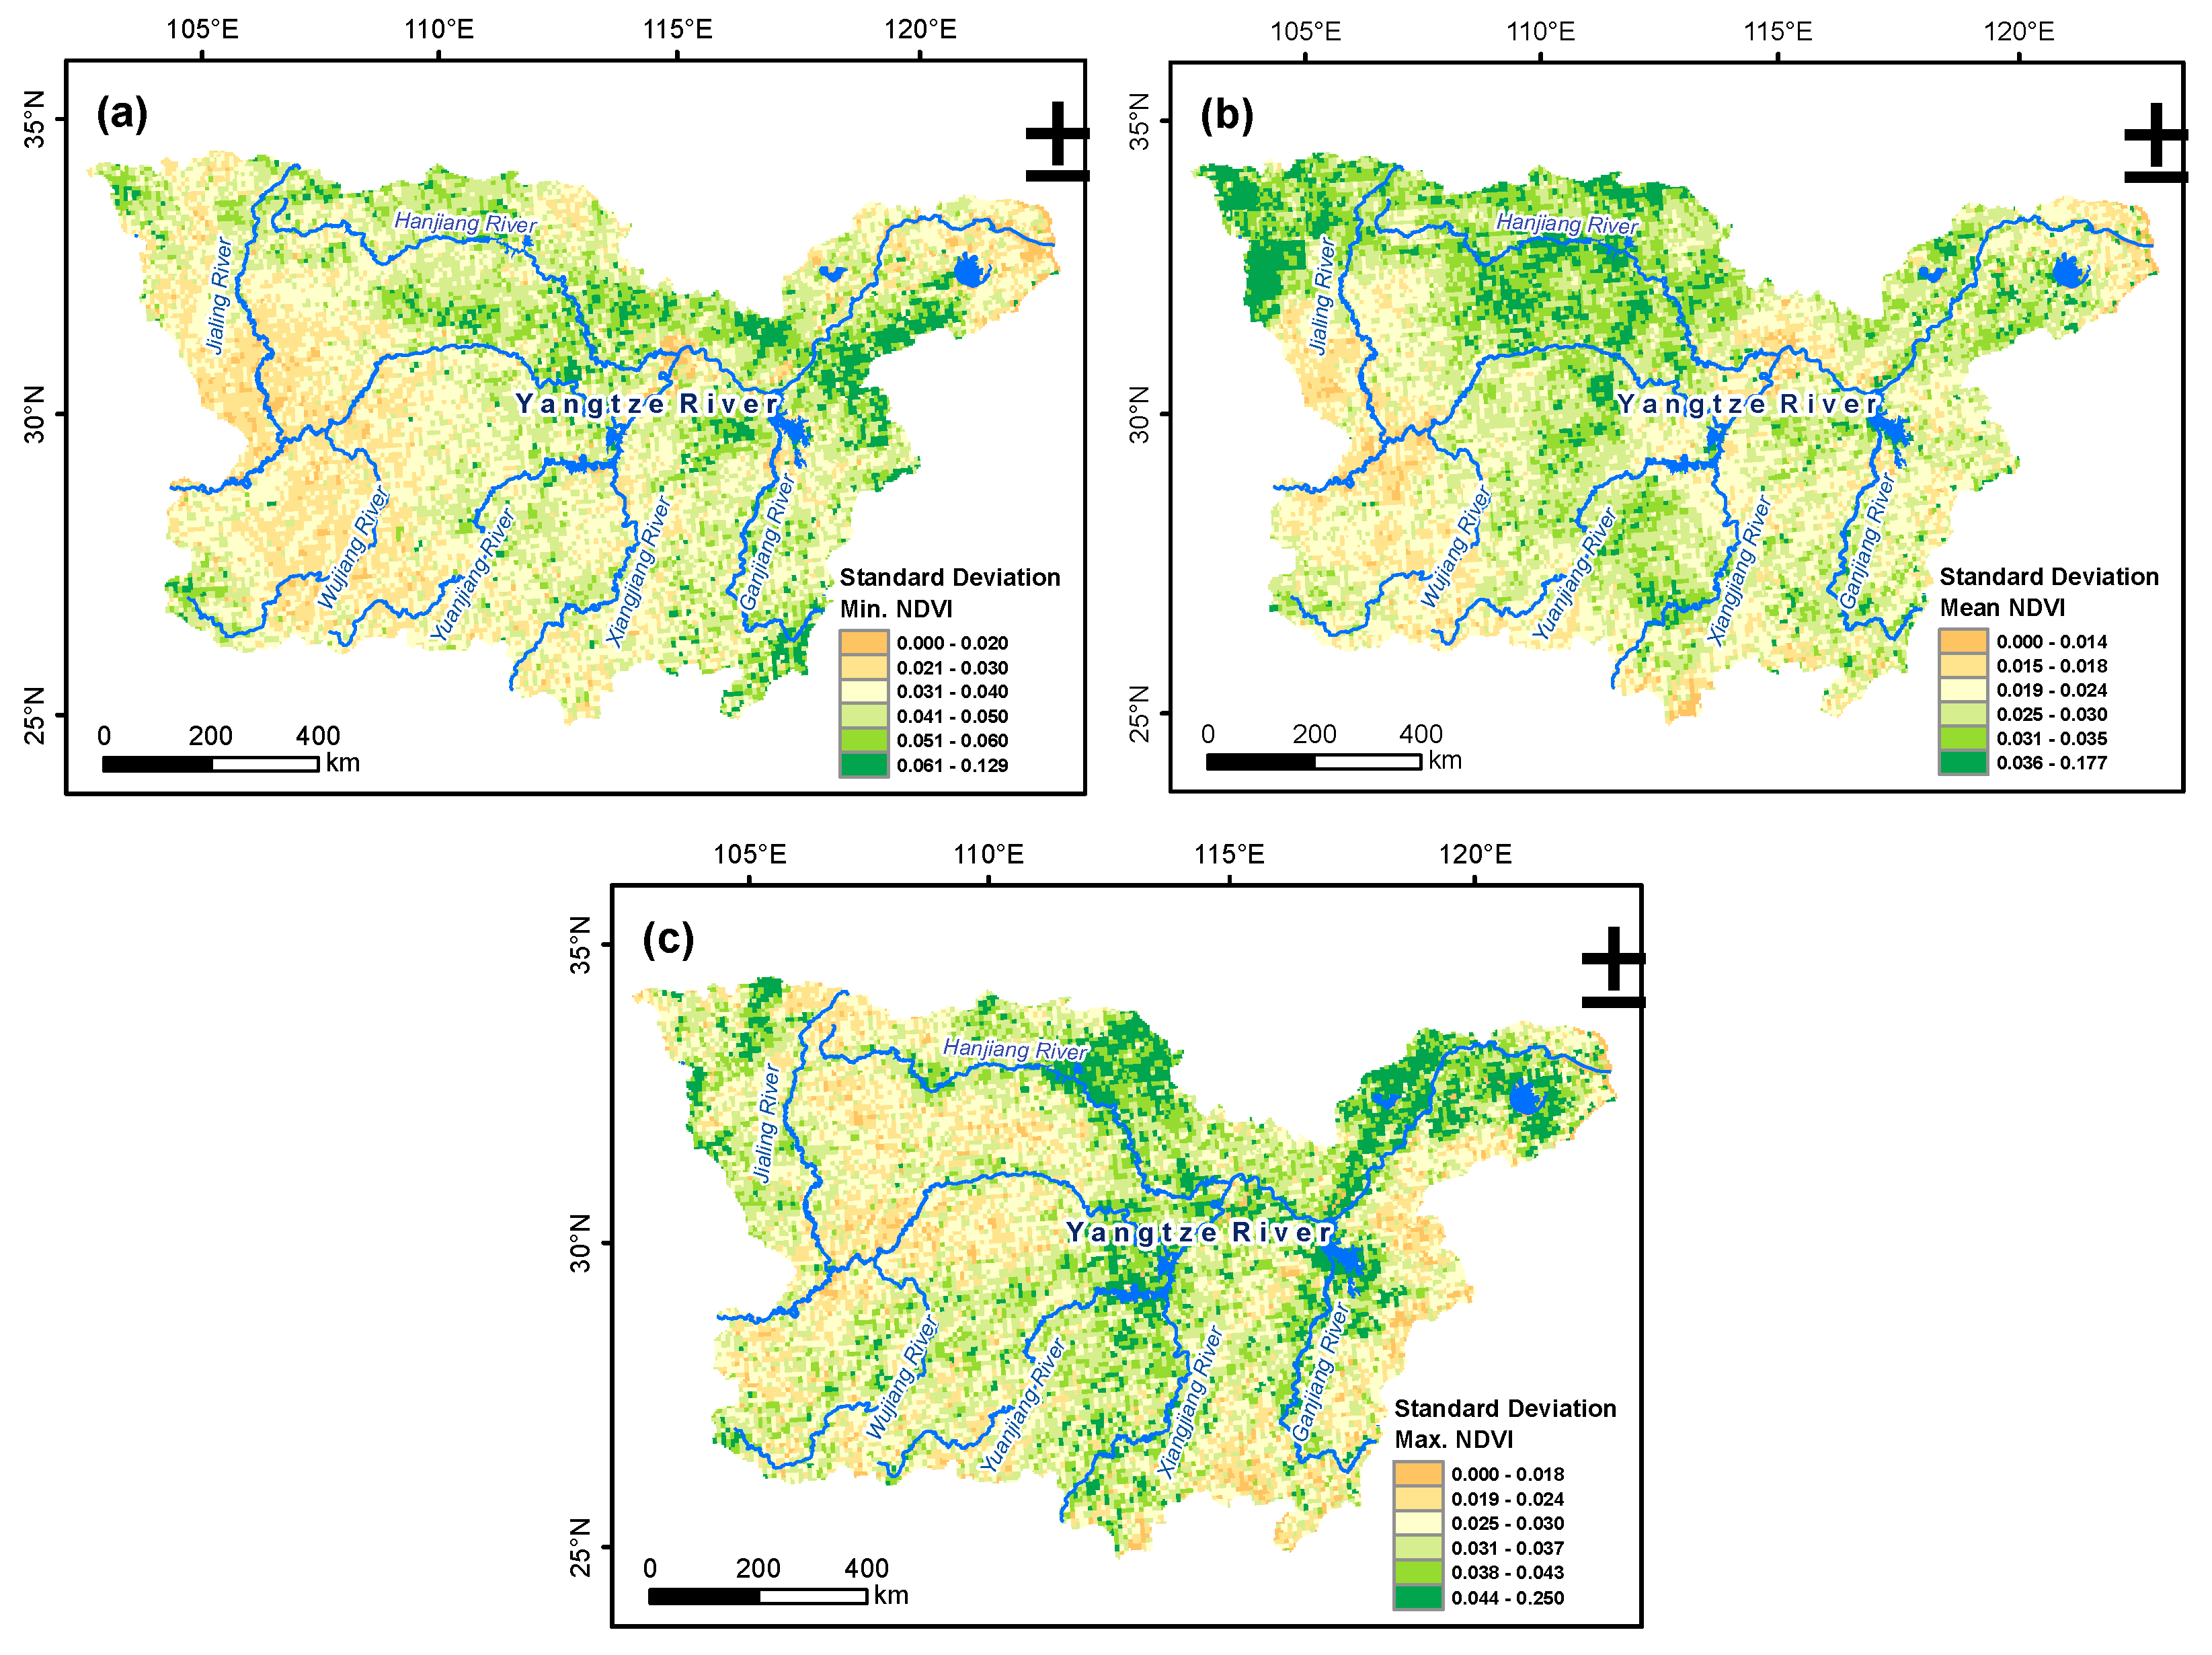 105°E 110°E 115°E 120°E
35°N
30°N
25°N
(a)
Hanjiang River
Jialing River
Yangtze River
Wujiang River
Yuanjiang River
Xiangjiang River
Ganjiang River
Standard Deviation
Min. NDVI
0.000 - 0.020
0.021 - 0.030
0.031 - 0.040
0.041 - 0.050
0.051 - 0.060
0.061 - 0.129
0 200 400
km
105°E 110°E 115°E 120°E
35°N
30°N
25°N
(b)
Hanjiang River
Jialing River
Yangtze River
Wujiang River
Yuanjiang River
Xiangjiang River
Ganjiang River
Standard Deviation
Mean NDVI
0.000 - 0.014
0.015 - 0.018
0.019 - 0.024
0.025 - 0.030
0.031 - 0.035
0.036 - 0.177
0 200 400
km
105°E 110°E 115°E 120°E
35°N
30°N
25°N
(c)
Hanjiang River
Jialing River
Yangtze River
Wujiang River
Yuanjiang River
Xiangjiang River
Ganjiang River
Standard Deviation
Max. NDVI
0.000 - 0.018
0.019 - 0.024
0.025 - 0.030
0.031 - 0.037
0.038 - 0.043
0.044 - 0.250
0 200 400
km